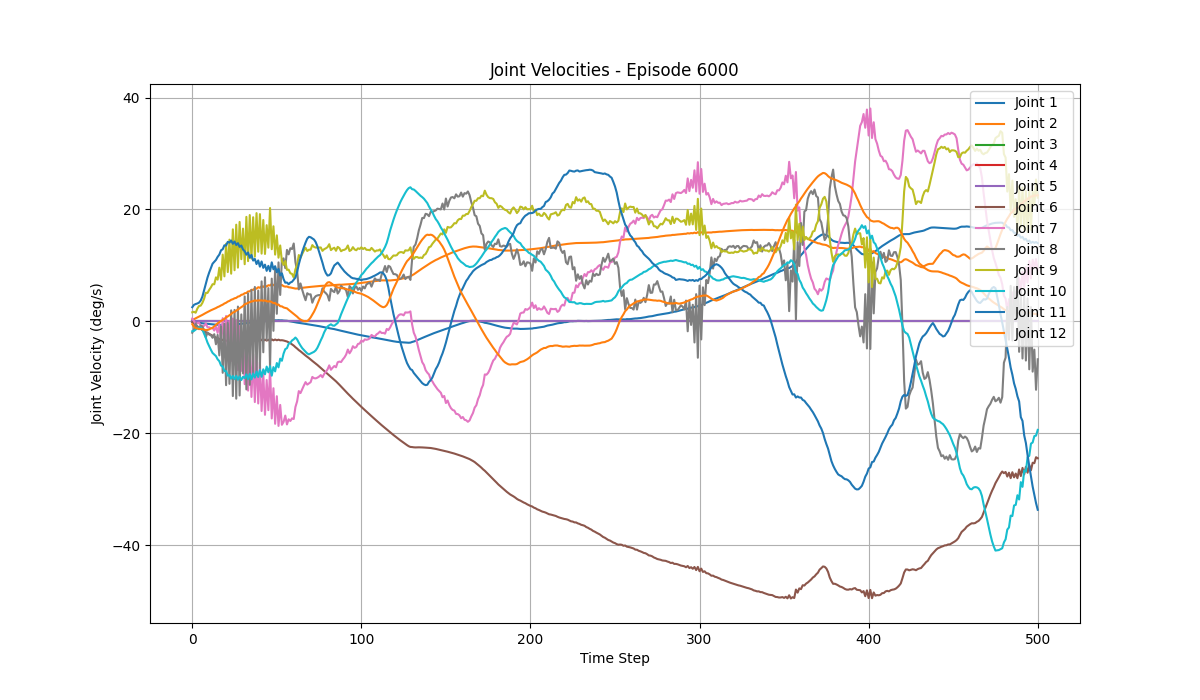 Joint Velocities - Episode 6000
Joint Velocity (deg/s)
40
20
0
−20
−40
0
100
200
300
400
500
Time Step
Joint 1
Joint 2
Joint 3
Joint 4
Joint 5
Joint 6
Joint 7
Joint 8
Joint 9
Joint 10
Joint 11
Joint 12